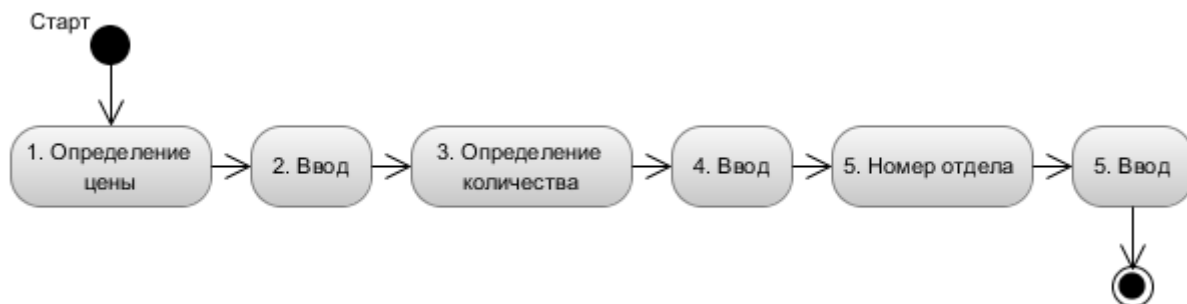 Старт
1. Определение
цены
2. Ввод
3. Определение
количества
4. Ввод
5. Номер отдела
5. Ввод